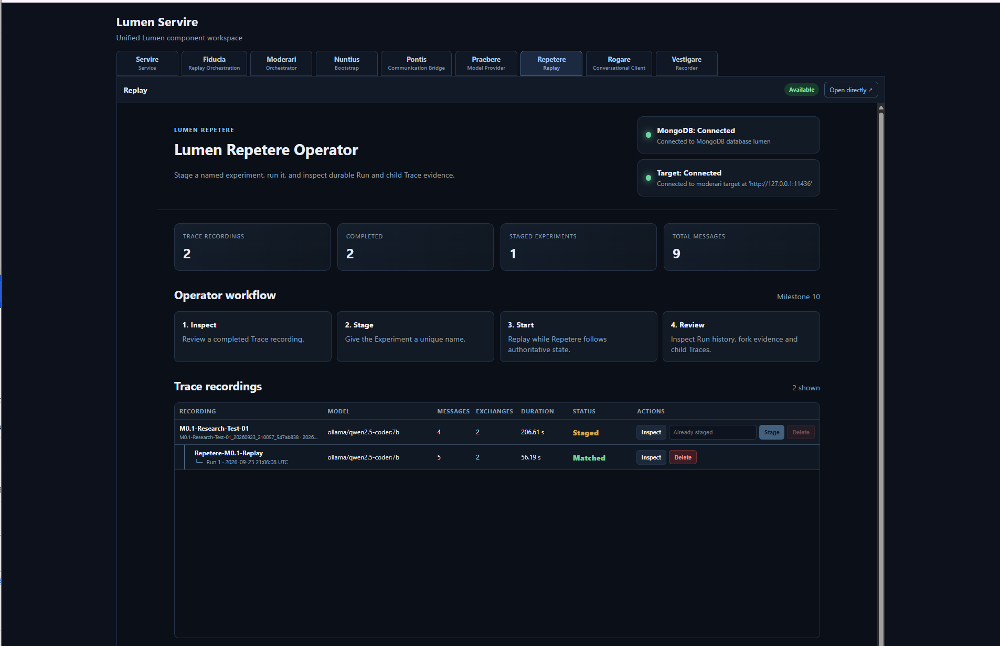 Lumen Servire
Unified Lumen component workspace
Servire
Service
Fiducia
Replay Orchestration
Moderari
Orchestrator
Nuntius
Bootstrap
Pontis
Communication Bridge
Praebere
Model Provider
Repetere
Replay
Rogare
Conversational Client
Vestigare
Recorder
Replay
Available
Open directly ↗
LUMEN REPETERE
Lumen Repetere Operator
Stage a named experiment, run it, and inspect durable Run and child Trace evidence.
MongoDB: Connected
Connected to MongoDB database lumen
Target: Connected
Connected to moderari target at 'http://127.0.0.1:11436'
TRACE RECORDINGS
2
COMPLETED
2
STAGED EXPERIMENTS
1
TOTAL MESSAGES
9
Operator workflow
Milestone 10
1. Inspect
Review a completed Trace recording.
2. Stage
Give the Experiment a unique name.
3. Start
Replay while Repetere follows
authoritative state.
4. Review
Inspect Run history, fork evidence and
child Traces.
Trace recordings
2 shown
RECORDING MODEL MESSAGES EXCHANGES DURATION STATUS ACTIONS
M0.1-Research-Test-01
M0.1-Research-Test-01_20260923_210057_547ab838 · 2026...
ollama/qwen2.5-coder:7b 4 2 206.61 s Staged Inspect Already staged Stage Delete
Repetere-M0.1-Replay
Run 1 · 2026-09-23 21:06:08 UTC
ollama/qwen2.5-coder:7b 5 2 56.19 s Matched Inspect Delete